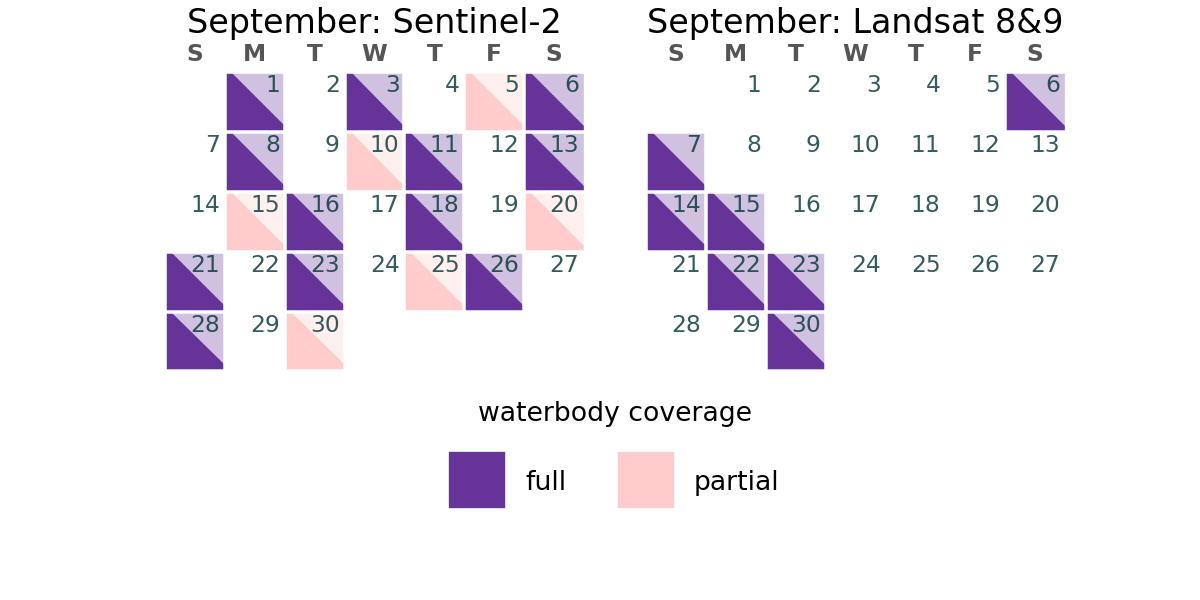 September: Sentinel-2
S M T W T F S
1 2 3 4 5 6
7 8 9 10 11 12 13
14 15 16 17 18 19 20
21 22 23 24 25 26 27
28 29 30
September: Landsat 8&9
S M T W T F S
1 2 3 4 5 6
7 8 9 10 11 12 13
14 15 16 17 18 19 20
21 22 23 24 25 26 27
28 29 30
waterbody coverage
full partial